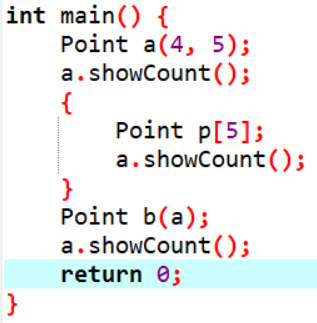 int main() {
    Point a(4, 5);
    a.showCount();
    {
        Point p[5];
        a.showCount();
    }
    Point b(a);
    a.showCount();
    return 0;
}